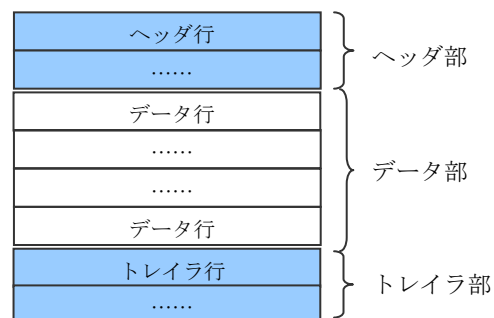 ヘッダ行
……
ヘッダ部
データ行
……
……
データ行
データ部
トレイラ行
……
トレイラ部